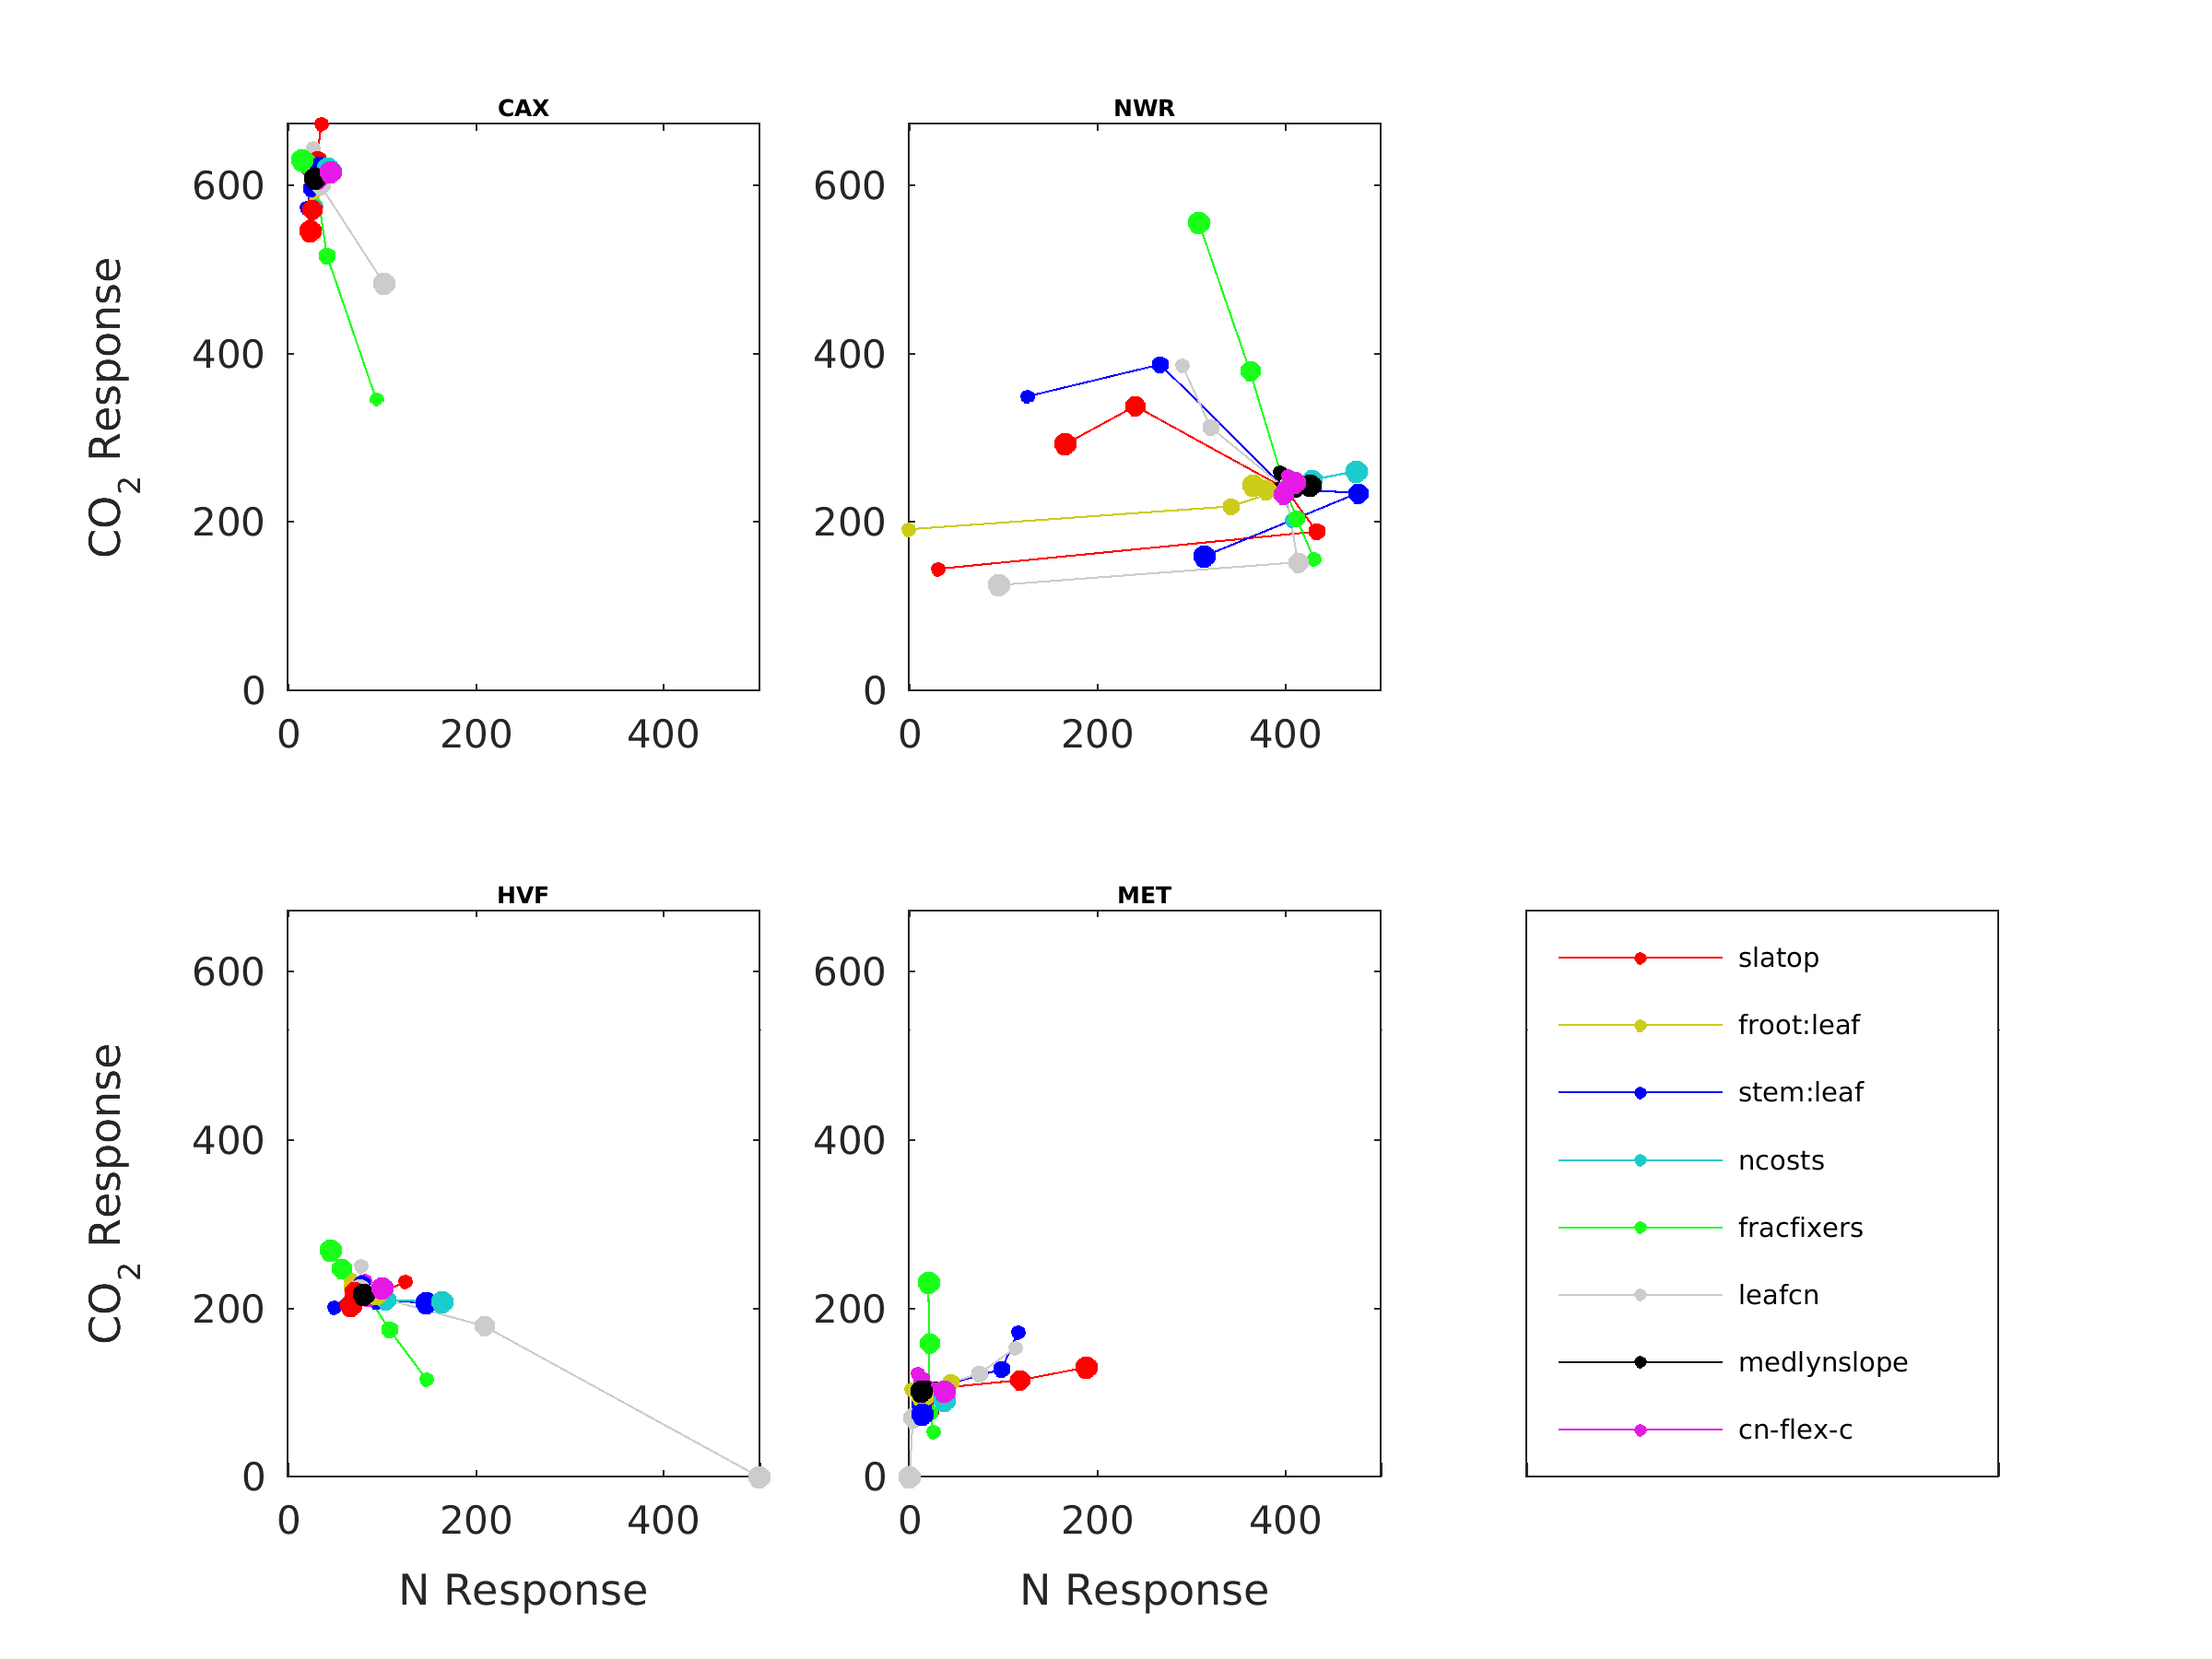 CAX
NWR
CO2 Response
600
400
200
0
0 200 400
600
400
200
0
0 200 400
HVF
MET
CO2 Response
600
400
200
0
0 200 400
N Response
600
400
200
0
0 200 400
N Response
slatop
froot:leaf
stem:leaf
ncosts
fracfixers
leafcn
medlynslope
cn-flex-c